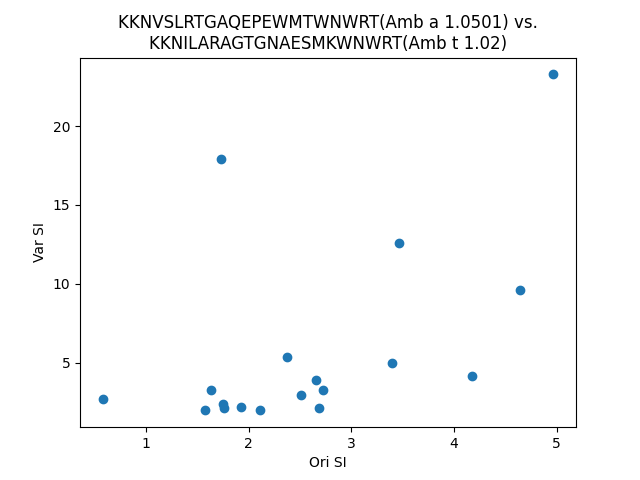 KKNVSLRTGAQEPEWMTWNWRT(Amb a 1.0501) vs.
KKNILARAGTGNAESMKWNWRT(Amb t 1.02)
20
15
10
5
Var SI
1 2 3 4 5
Ori SI